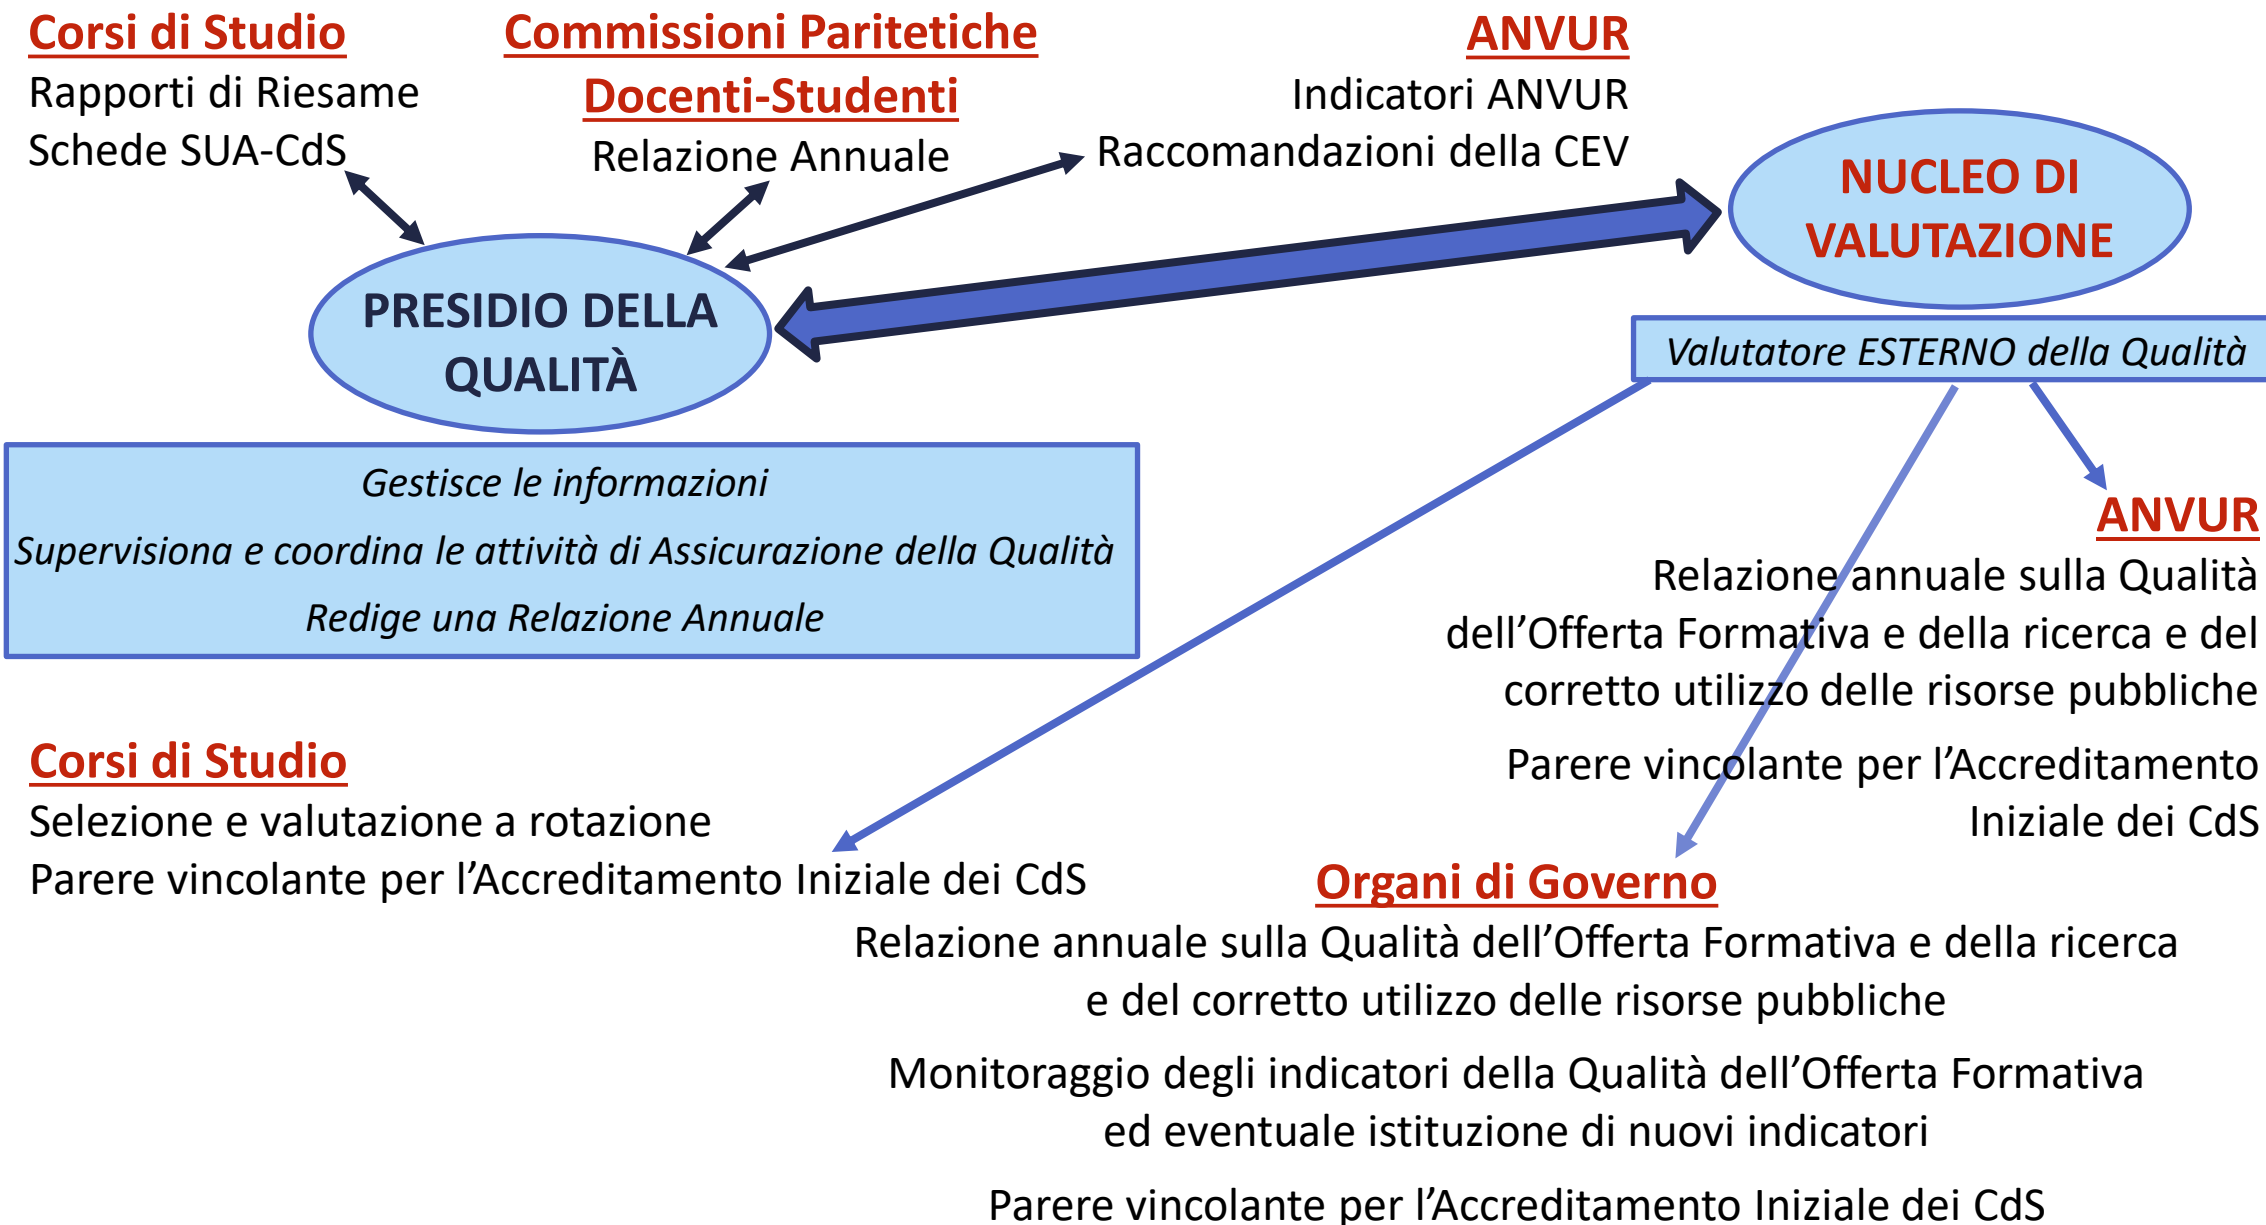 Corsi di Studio
Rapporti di Riesame
Schede SUA-CdS
Commissioni Paritetiche
Docenti-Studenti
Relazione Annuale
ANVUR
Indicatori ANVUR
Raccomandazioni della CEV
NUCLEO DI
VALUTAZIONE
Valutatore ESTERNO della Qualità
PRESIDIO DELLA
QUALITÀ
Gestisce le informazioni
Supervisiona e coordina le attività di Assicurazione della Qualità
Redige una Relazione Annuale
ANVUR
Relazione annuale sulla Qualità
dell’Offerta Formativa e della ricerca e del
corretto utilizzo delle risorse pubbliche
Parere vincolante per l’Accreditamento
Iniziale dei CdS
Corsi di Studio
Selezione e valutazione a rotazione
Parere vincolante per l’Accreditamento Iniziale dei CdS
Organi di Governo
Relazione annuale sulla Qualità dell’Offerta Formativa e della ricerca
e del corretto utilizzo delle risorse pubbliche
Monitoraggio degli indicatori della Qualità dell’Offerta Formativa
ed eventuale istituzione di nuovi indicatori
Parere vincolante per l’Accreditamento Iniziale dei CdS